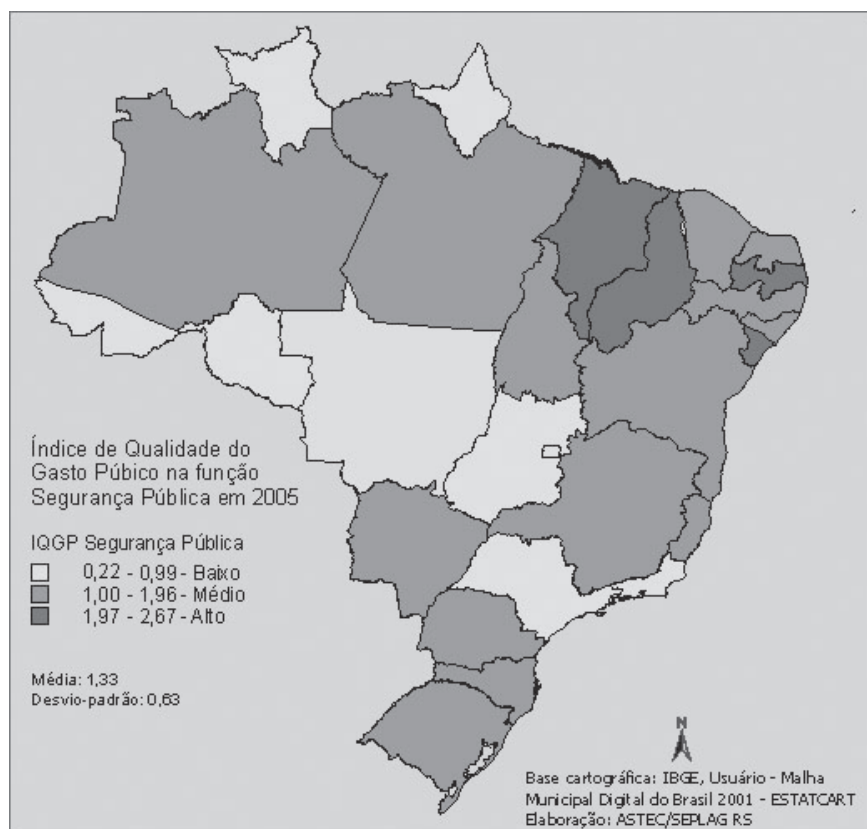 Índice de Qualidade do
Gasto Púbico na função
Segurança Pública em 2005
IQGP Segurança Pública
0,22 - 0,99 - Baixo
1,00 - 1,96 - Médio
1,97 - 2,67 - Alto
Média: 1,33
Desvio-padrão: 0,63
N
Base cartográfica: IBGE, Usuário - Malha
Municipal Digital do Brasil 2001 - ESTATCART
Elaboração: ASTEC/SEPLAG RS